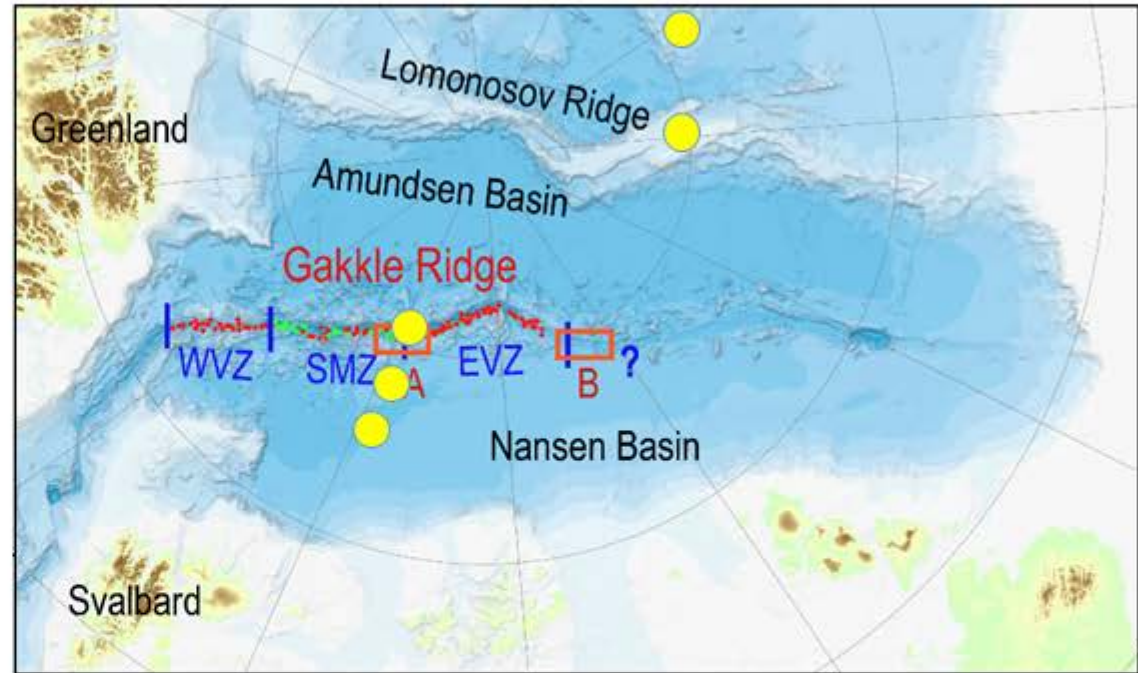 Lomonosov Ridge
Greenland
Amundsen Basin
Gakkle Ridge
WVZ
SMZ
A
EVZ
B
?
Nansen Basin
Svalbard